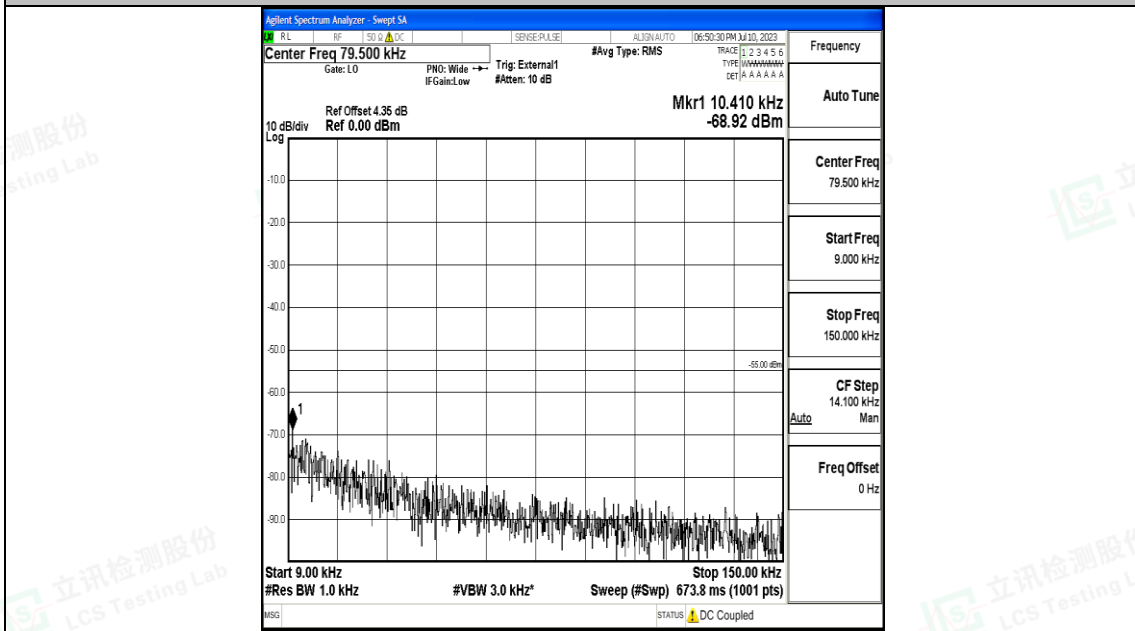 Agilent Spectrum Analyzer - Swept SA
RL RF 50 Ω DC SENSE:PULSE ALIGN AUTO 06:50:30 PM Jul 10, 2023
Center Freq 79.500 kHz
Gate: LO
PNO: Wide
IFGain:Low
Trig: External1
#Atten: 10 dB
#Avg Type: RMS
TRACE 1 2 3 4 5 6
TYPE
DET A A A A A A
Ref Offset 4.35 dB
Ref 0.00 dBm
10 dB/div
Log
Mkr1 10.410 kHz
-68.92 dBm
-10.0
-20.0
-30.0
-40.0
-50.0
-55.00 dBm
-60.0
1
-70.0
-80.0
-90.0
Start 9.00 kHz
Stop 150.00 kHz
#Res BW 1.0 kHz
#VBW 3.0 kHz*
Sweep (#Swp) 673.8 ms (1001 pts)
MSG
STATUS
DC Coupled
Frequency
Auto Tune
Center Freq
79.500 kHz
Start Freq
9.000 kHz
Stop Freq
150.000 kHz
CF Step
14.100 kHz
Auto Man
Freq Offset
0 Hz
测股份
sting Lab
立
立讯检测股份
LCS Testing Lab
立讯检测股份
LCS Testing L